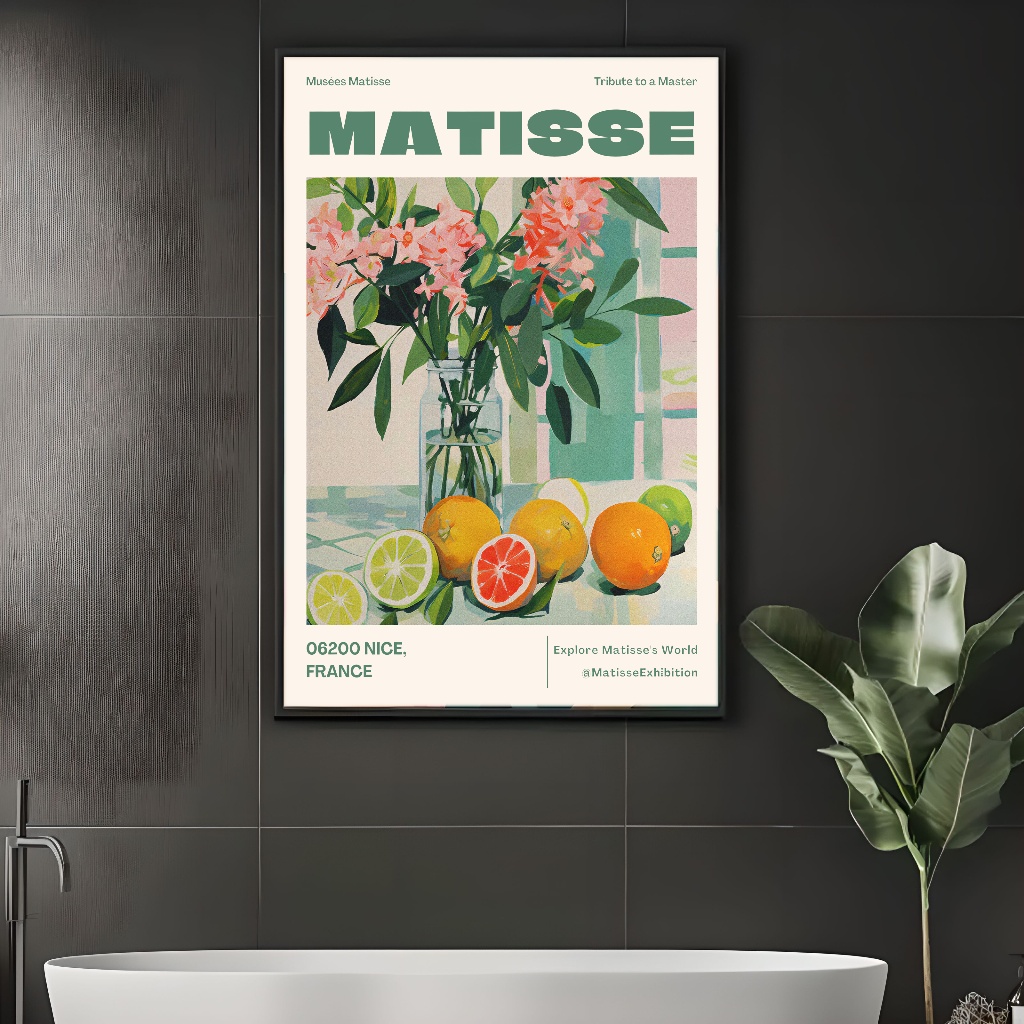 Musées Matisse
Tribute to a Master
MATISSE
06200 NICE,
FRANCE
Explore Matisse's World
@MatisseExhibition